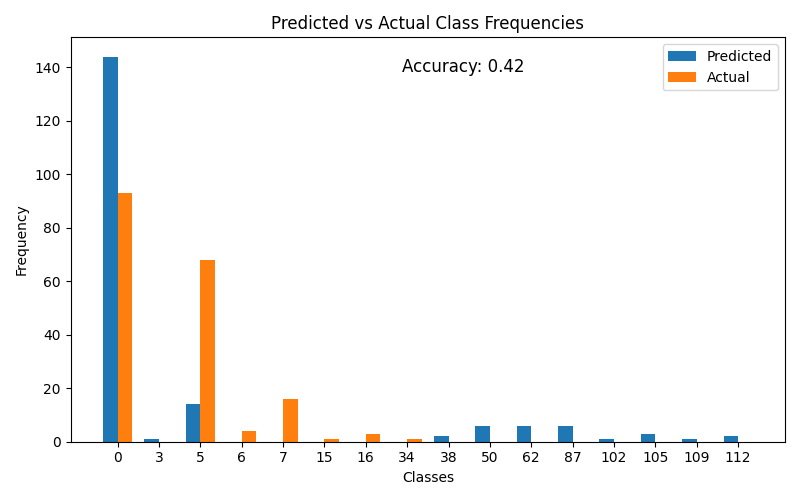 Predicted vs Actual Class Frequencies
Accuracy: 0.42
Predicted
Actual
Frequency
140
120
100
80
60
40
20
0
0 3 5 6 7 15 16 34 38 50 62 87 102 105 109 112
Classes